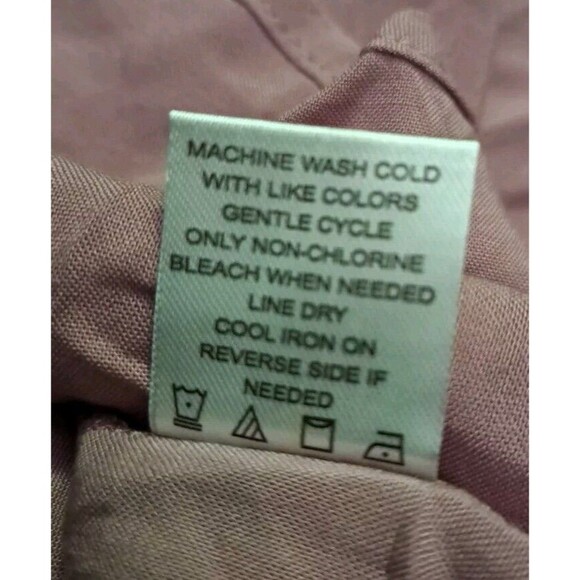 MACHINE WASH COLD
WITH LIKE COLORS
GENTLE CYCLE
ONLY NON-CHLORINE
BLEACH WHEN NEEDED
LINE DRY
COOL IRON ON
REVERSE SIDE IF
NEEDED